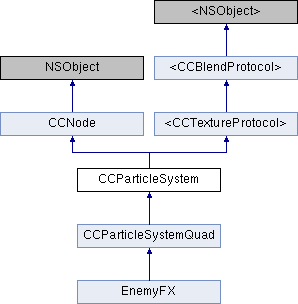 <NSObject>
NSObject
<CCBlendProtocol>
CCNode
<CCTextureProtocol>
CCParticleSystem
CCParticleSystemQuad
EnemyFX